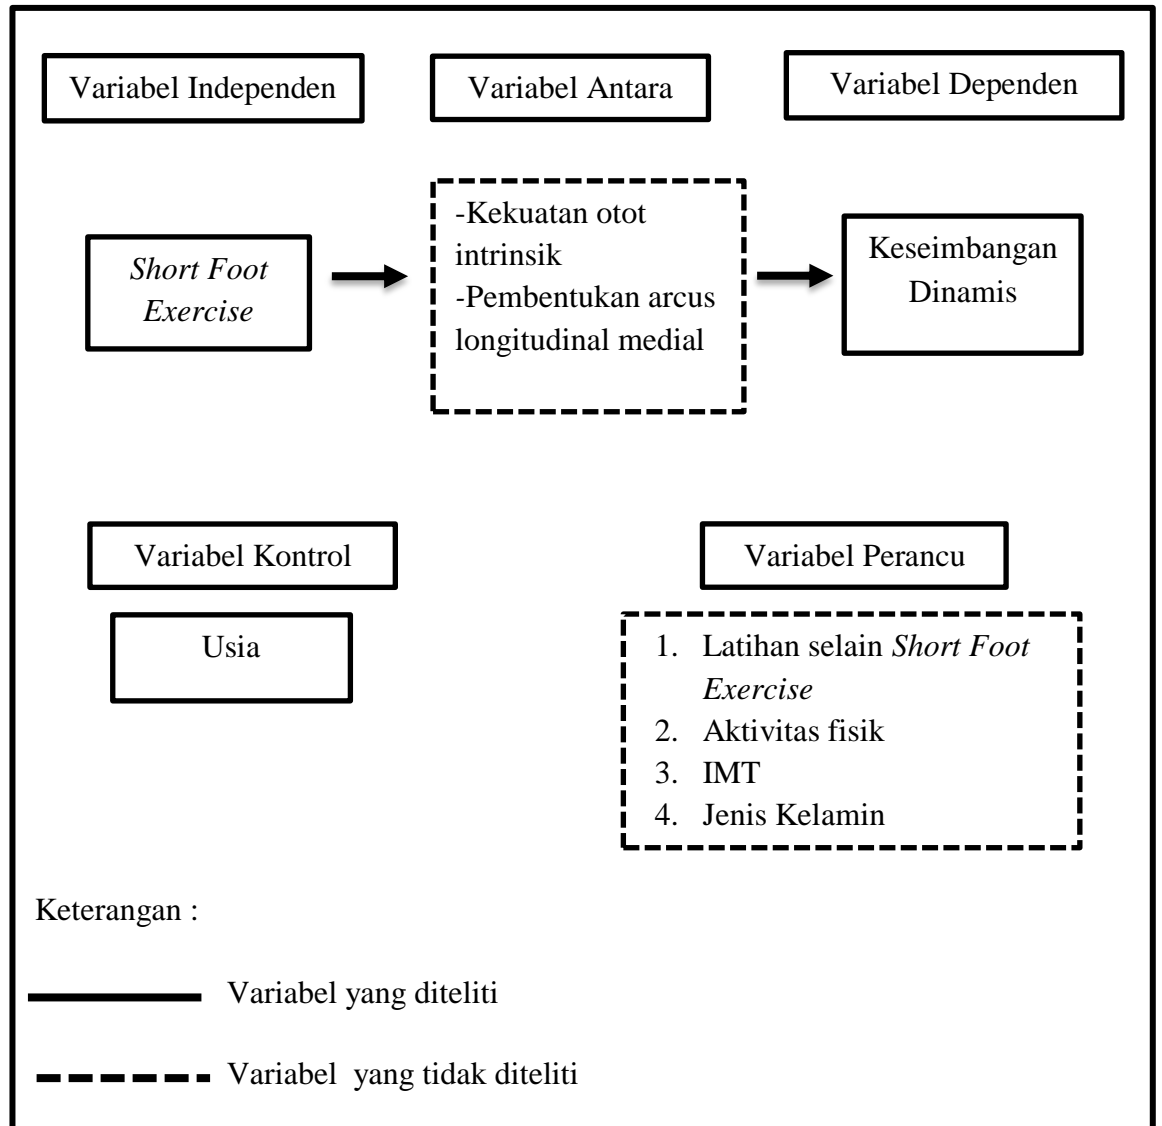 Variabel Independen
Variabel Antara
Variabel Dependen
Short Foot
Exercise
-Kekuatan otot
intrinsik
-Pembentukan arcus
longitudinal medial
Keseimbangan
Dinamis
Variabel Kontrol
Usia
Variabel Perancu
1. Latihan selain Short Foot
Exercise
2. Aktivitas fisik
3. IMT
4. Jenis Kelamin
Keterangan :
Variabel yang diteliti
Variabel  yang tidak diteliti